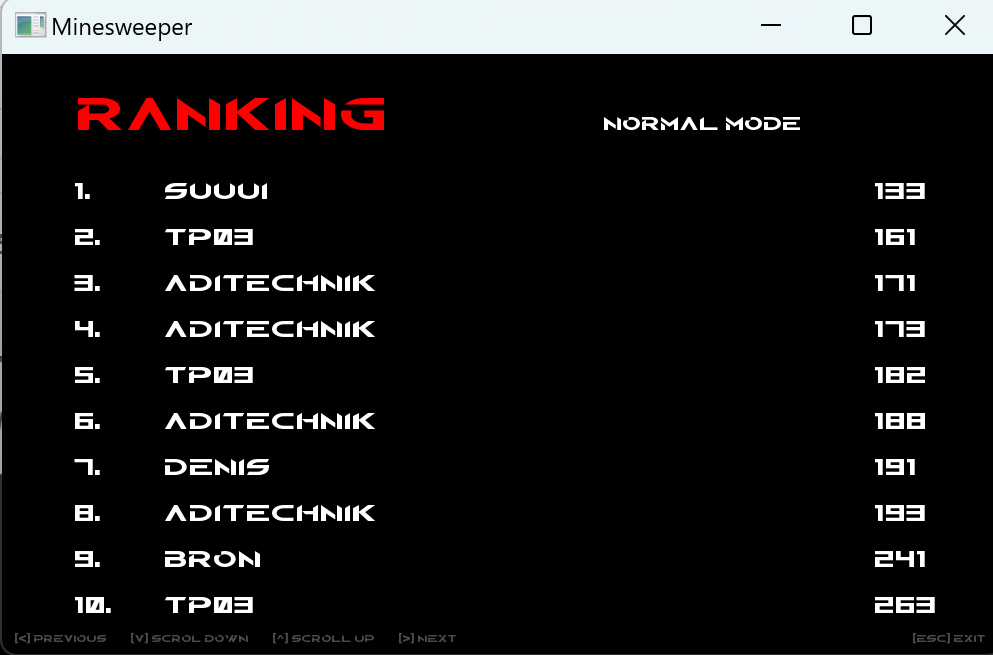 Minesweeper
RANKING NORMAL MODE
1. SUUUI 133
2. TP03 161
3. ADITECHNIK 171
4. ADITECHNIK 173
5. TP03 182
6. ADITECHNIK 188
7. DENIS 191
8. ADITECHNIK 193
9. BRON 241
10. TP03 263
[<] PREVIOUS [V] SCROL DOWN [^] SCROLL UP [>] NEXT [ESC] EXIT